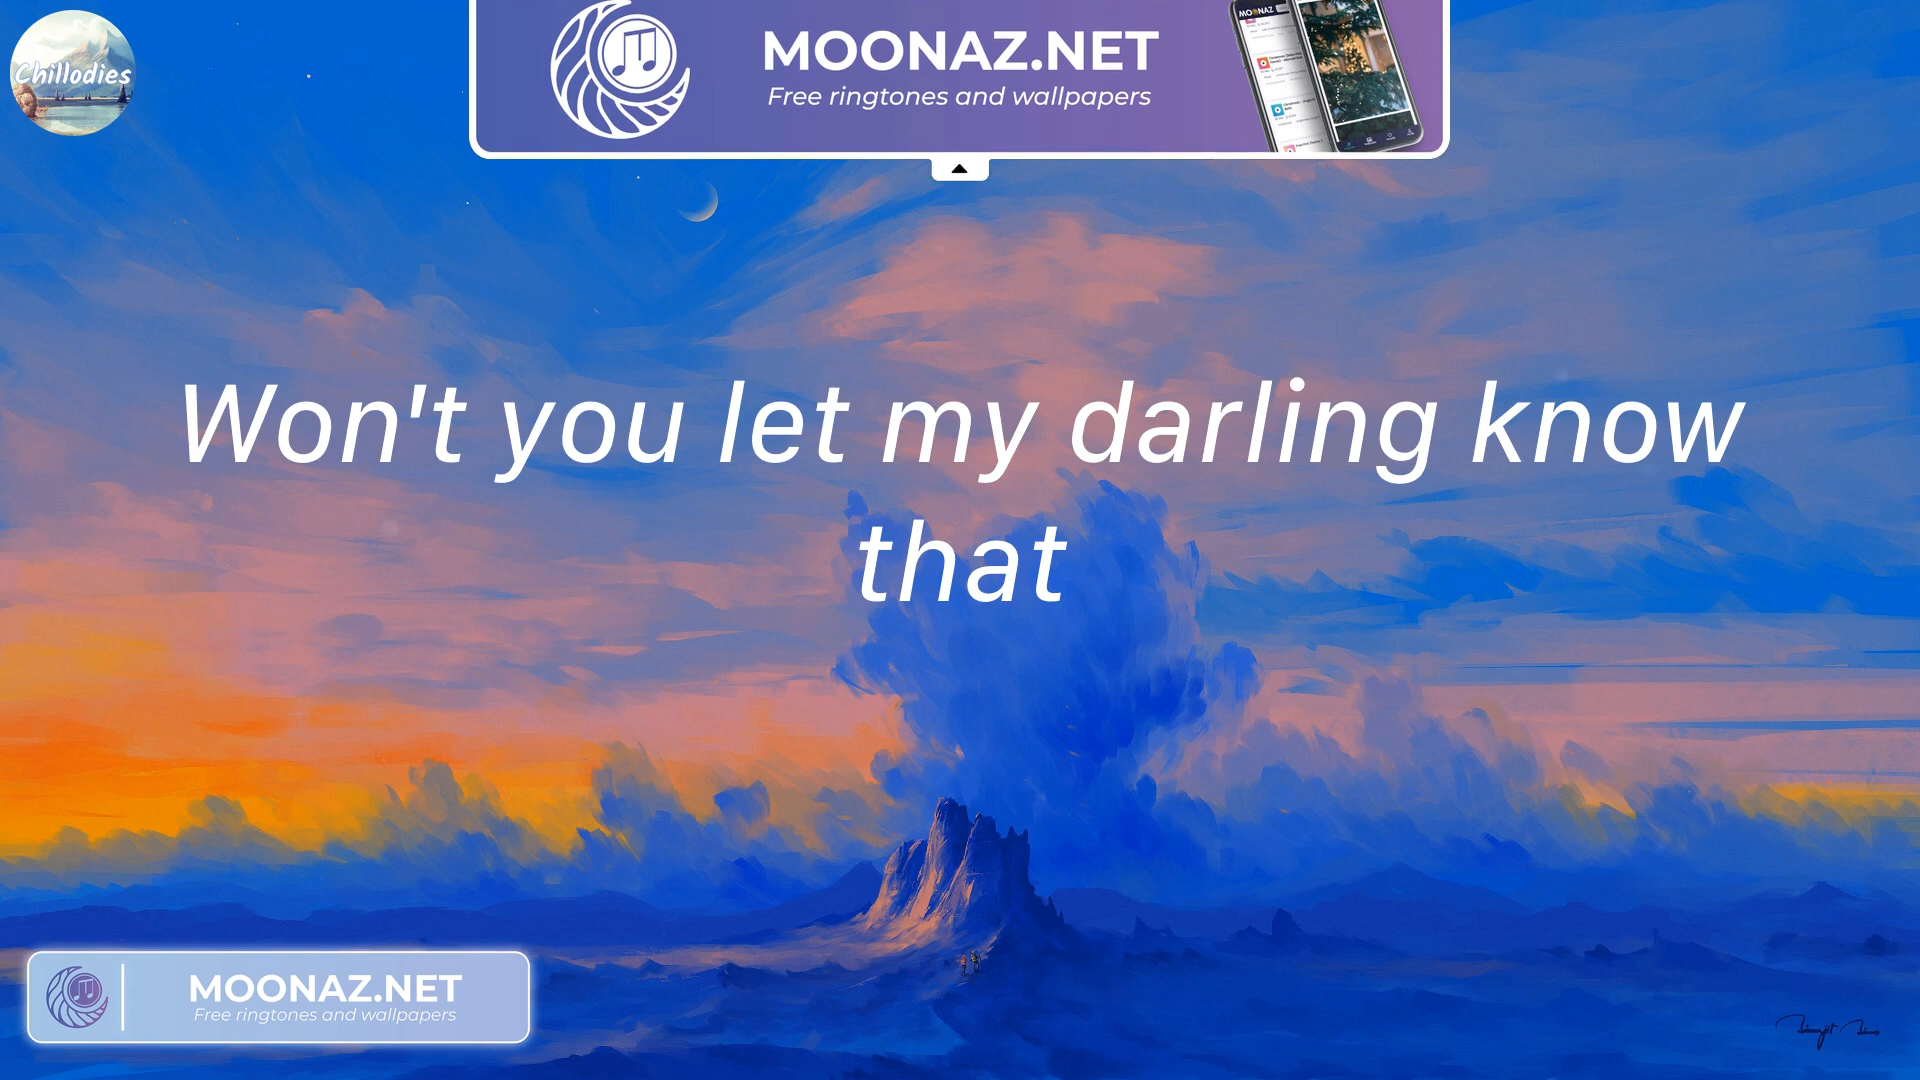 Chillodies
MOONAZ.NET
Free ringtones and wallpapers
MOONAZ
Won't you let my darling know
that
MOONAZ.NET
Free ringtones and wallpapers